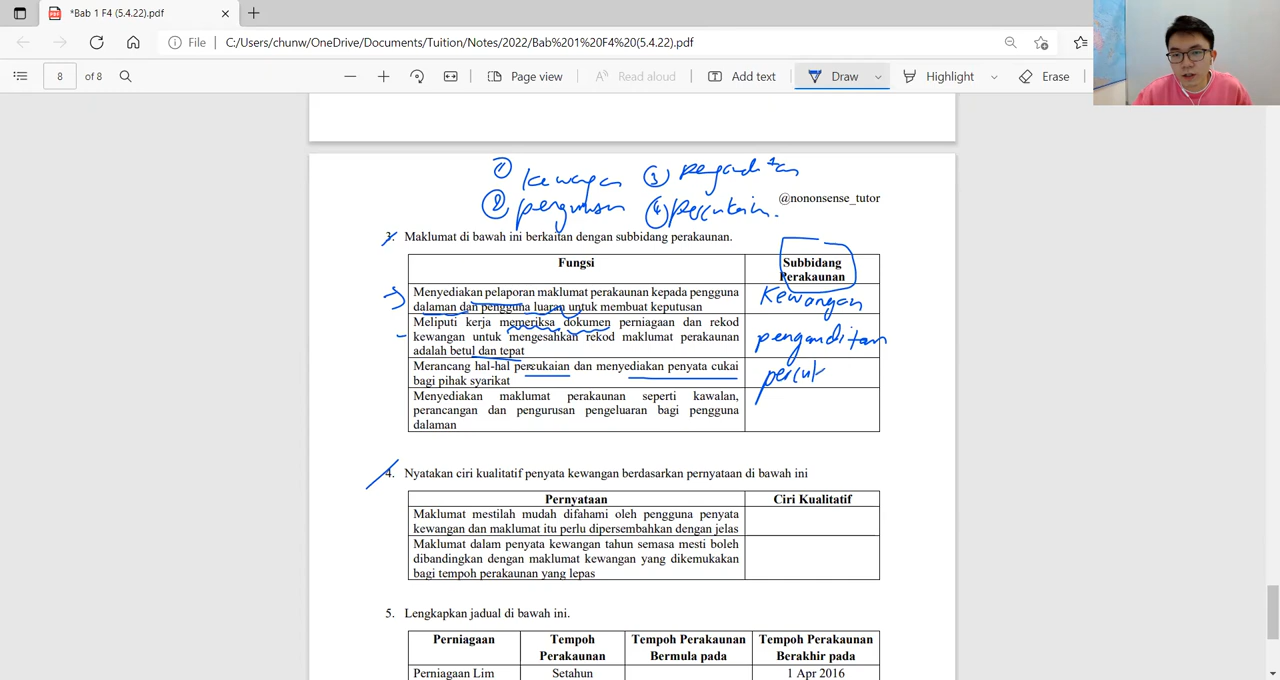 *Bab 1 F4 (5.4.22).pdf
File C:/Users/chunw/OneDrive/Documents/Tuition/Notes/2022/Bab%201%20F4%20(5.4.22).pdf
8 of 8 Page view Read aloud Add text Draw Highlight Erase
① kewangan ③ pengauditan
② pengurusan ④ percukaian.
@nononsense_tutor
3. Maklumat di bawah ini berkaitan dengan subbidang perakaunan.
Fungsi Subbidang
Perakaunan
Menyediakan pelaporan maklumat perakaunan kepada pengguna
dalaman dan pengguna luaran untuk membuat keputusan
Kewangan
Meliputi kerja memeriksa dokumen perniagaan dan rekod
kewangan untuk mengesahkan rekod maklumat perakaunan
adalah betul dan tepat
pengauditan
Merancang hal-hal percukaian dan menyediakan penyata cukai
bagi pihak syarikat
percuk
Menyediakan maklumat perakaunan seperti kawalan,
perancangan dan pengurusan pengeluaran bagi pengguna
dalaman
4. Nyatakan ciri kualitatif penyata kewangan berdasarkan pernyataan di bawah ini
Pernyataan Ciri Kualitatif
Maklumat mestilah mudah difahami oleh pengguna penyata
kewangan dan maklumat itu perlu dipersembahkan dengan jelas
Maklumat dalam penyata kewangan tahun semasa mesti boleh
dibandingkan dengan maklumat kewangan yang dikemukakan
bagi tempoh perakaunan yang lepas
5. Lengkapkan jadual di bawah ini.
Perniagaan Tempoh Perakaunan Tempoh Perakaunan Bermula pada Tempoh Perakaunan Berakhir pada
Perniagaan Lim Setahun 1 Apr 2016